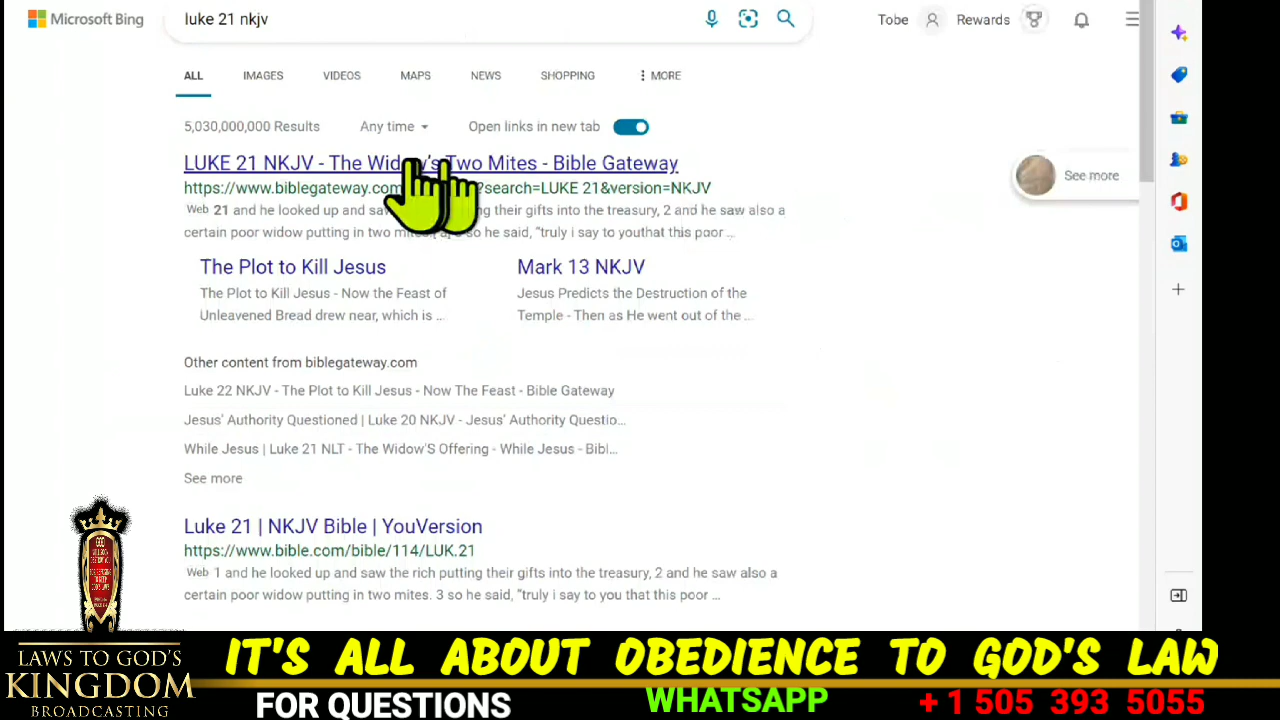 Microsoft Bing
luke 21 nkjv
Tobe
Rewards
ALL
IMAGES
VIDEOS
MAPS
NEWS
SHOPPING
MORE
5,030,000,000 Results
Any time
Open links in new tab
LUKE 21 NKJV - The Widow's Two Mites - Bible Gateway
https://www.biblegateway.com ?search=LUKE 21&version=NKJV
See more
Web 21 and he looked up and saw their gifts into the treasury, 2 and he saw also a
certain poor widow putting in two mites. so he said, “truly i say to youthat this poor ...
The Plot to Kill Jesus
The Plot to Kill Jesus - Now the Feast of
Unleavened Bread drew near, which is ...
Mark 13 NKJV
Jesus Predicts the Destruction of the
Temple - Then as He went out of the ...
Other content from biblegateway.com
Luke 22 NKJV - The Plot to Kill Jesus - Now The Feast - Bible Gateway
Jesus' Authority Questioned | Luke 20 NKJV - Jesus' Authority Questio...
While Jesus | Luke 21 NLT - The Widow'S Offering - While Jesus - Bibl...
See more
Luke 21 | NKJV Bible | YouVersion
https://www.bible.com/bible/114/LUK.21
Web 1 and he looked up and saw the rich putting their gifts into the treasury, 2 and he saw also a
certain poor widow putting in two mites. 3 so he said, “truly i say to you that this poor ...
LAWS TO GOD'S
KINGDOM
BROADCASTING
IT'S ALL ABOUT OBEDIENCE TO GOD'S LAW
FOR QUESTIONS
WHATSAPP
+ 1 505 393 5055